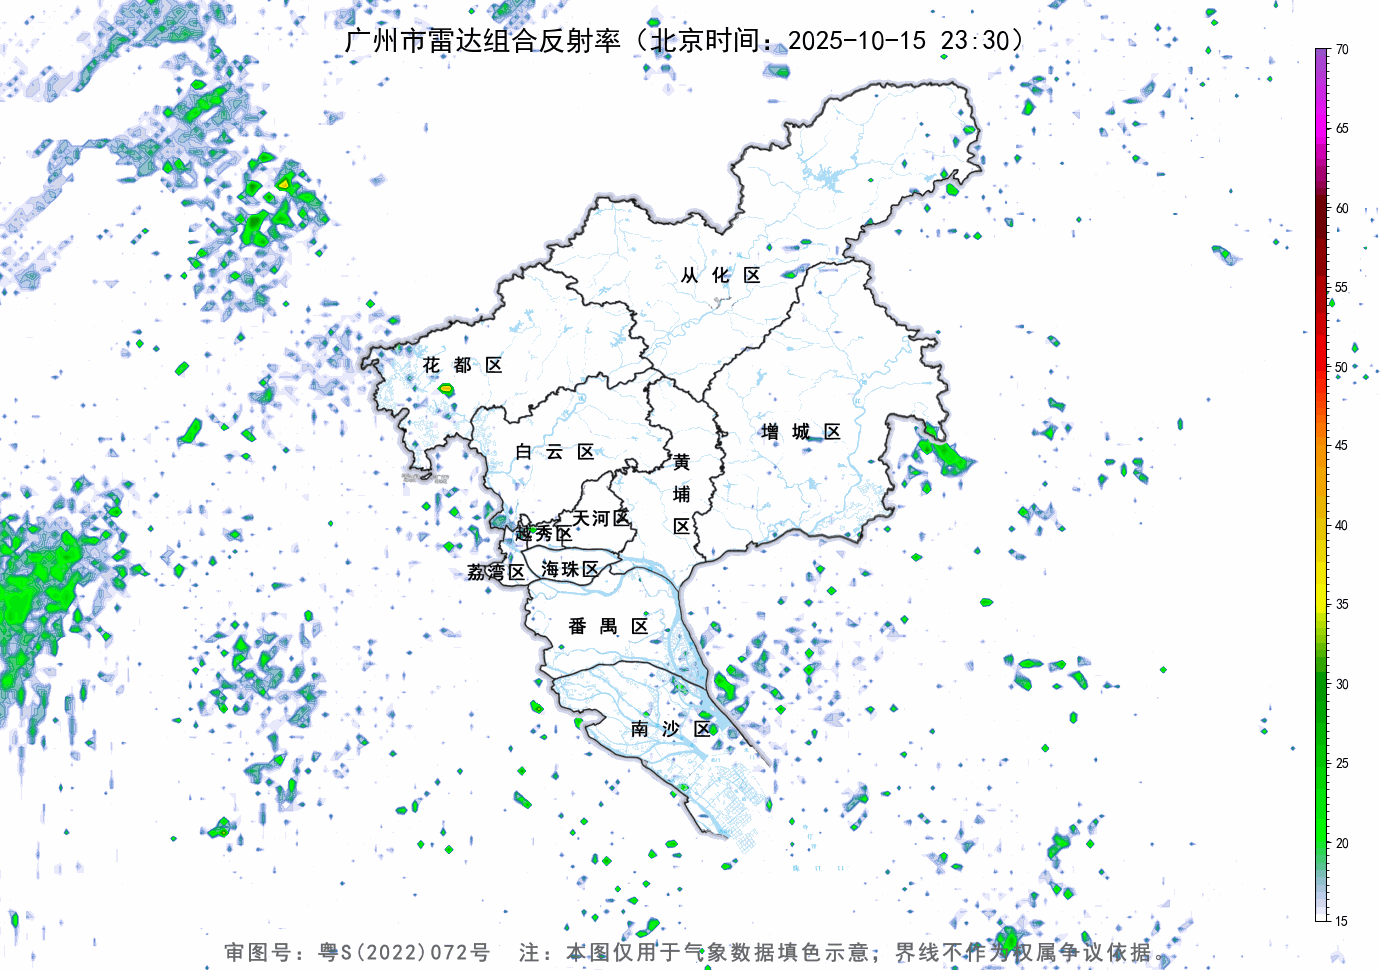 广州市雷达组合反射率（北京时间：2025-10-15 23:30）
70
65
60
55
50
45
40
35
30
25
20
15
从 化 区
花 都 区
增 城 区
白 云 区
黄
埔
区
天河区
越秀区
荔湾区
海珠区
番 禺 区
南 沙 区
审图号：粤S(2022)072号 注：本图仅用于气象数据填色示意，界线不作为权属争议依据。